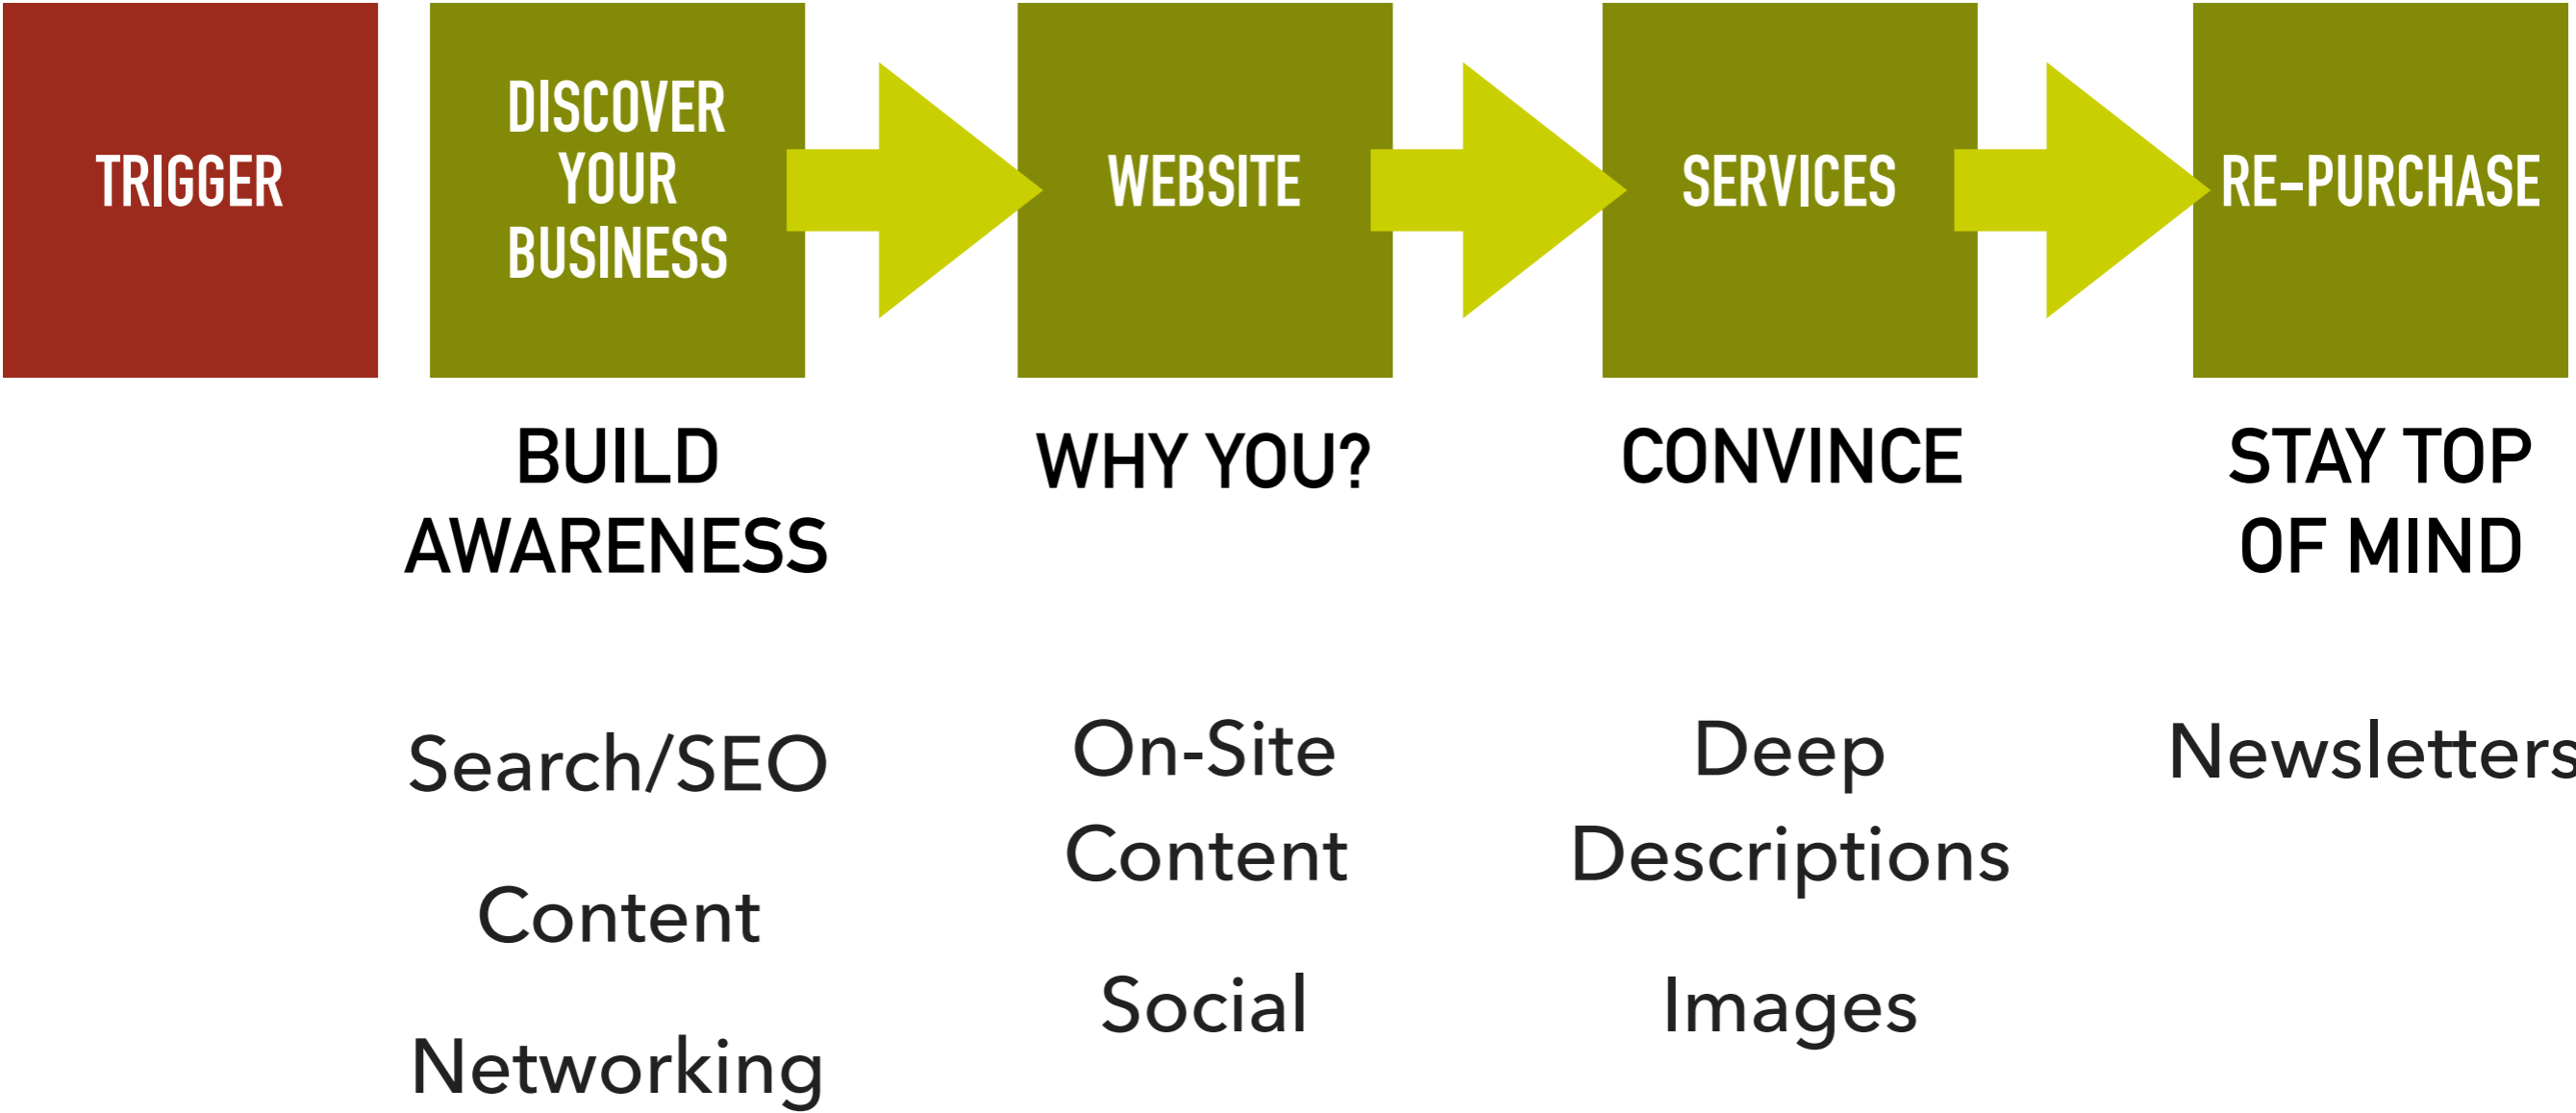 TRIGGER
DISCOVER
YOUR
BUSINESS
WEBSITE
SERVICES
RE-PURCHASE
BUILD
AWARENESS
WHY YOU?
CONVINCE
STAY TOP
OF MIND
Search/SEO
Content
Networking
On-Site
Content
Social
Deep
Descriptions
Images
Newsletters